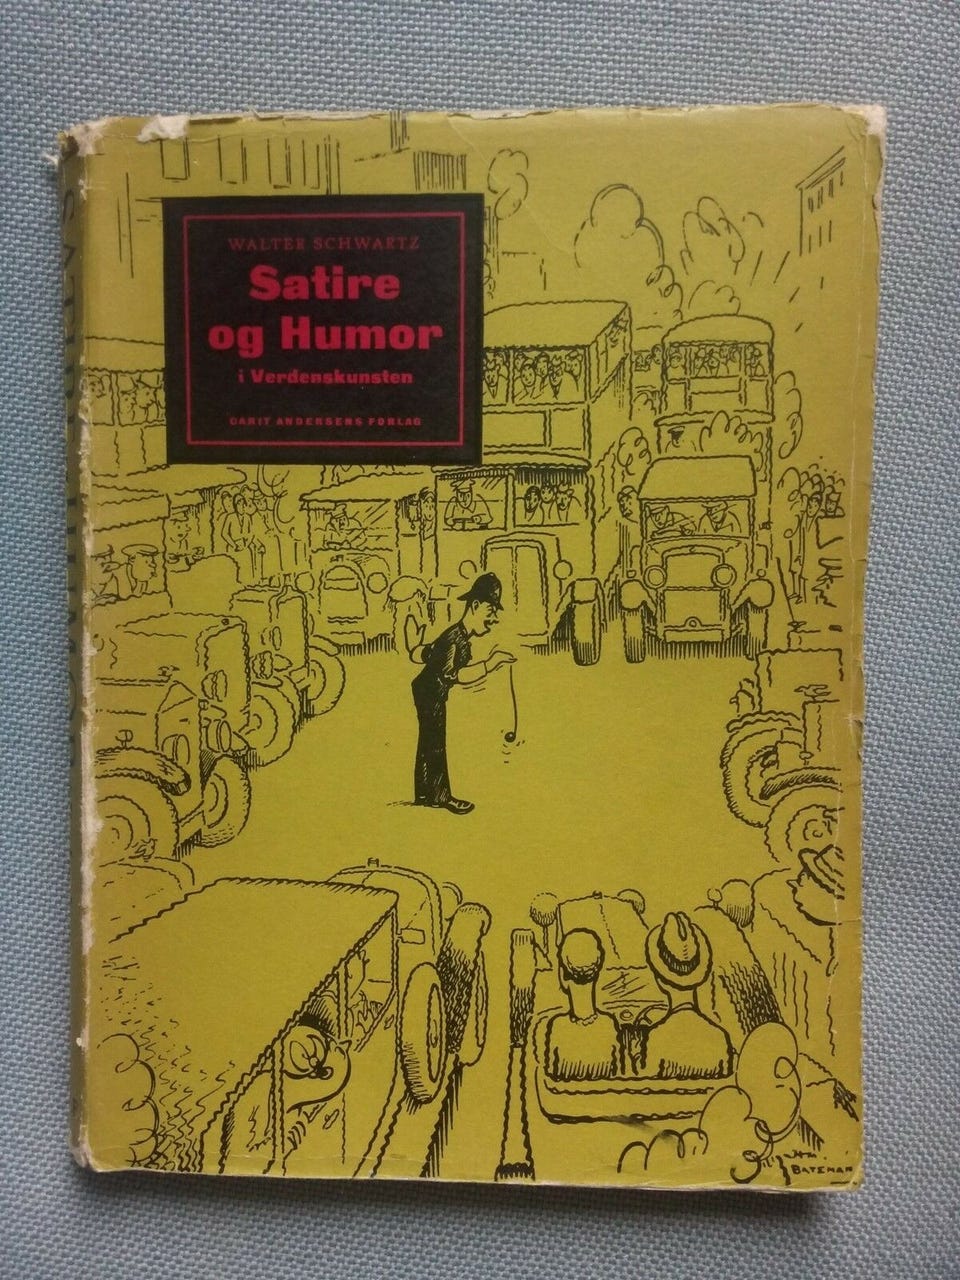 WALTER SCHWARTZ
Satire
og Humor
i Verdenskunsten
CARIT ANDERSENS FORLAG
BATEMAN